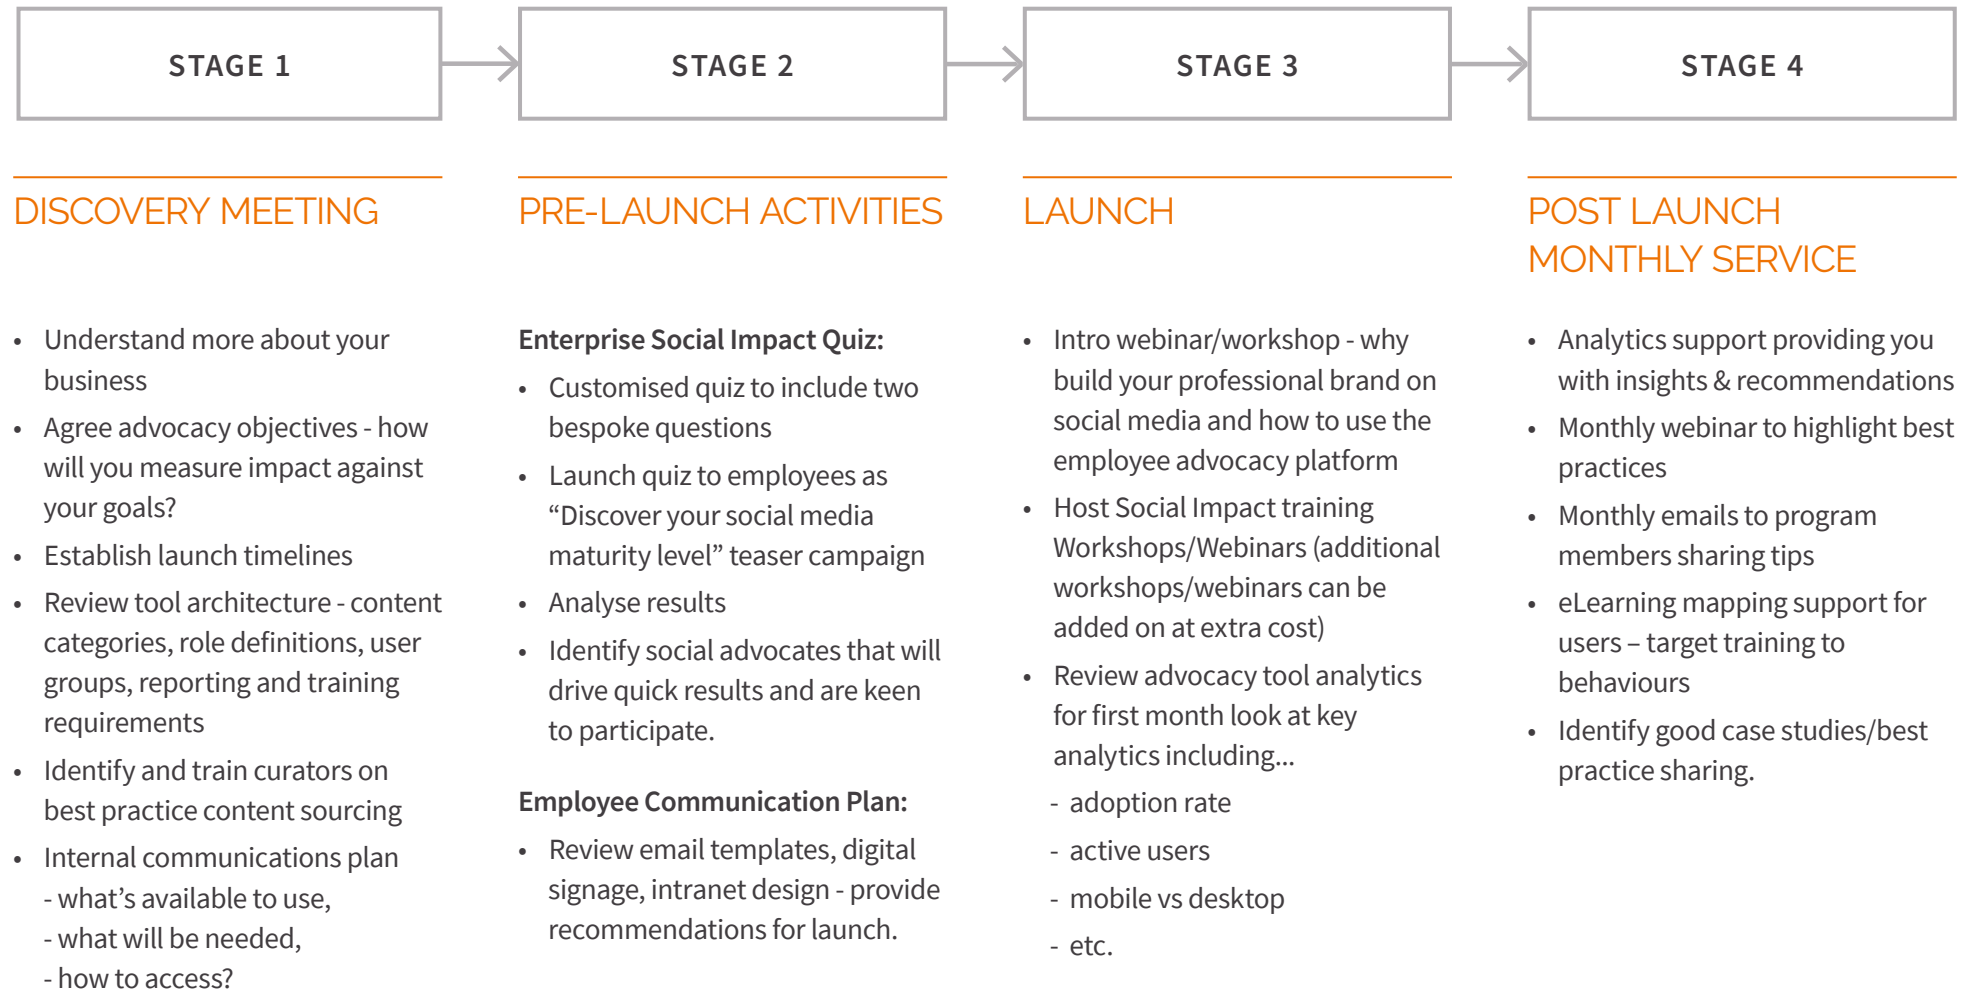 STAGE 1
STAGE 2
STAGE 3
STAGE 4
DISCOVERY MEETING
• Understand more about your
business
• Agree advocacy objectives - how
will you measure impact against
your goals?
• Establish launch timelines
• Review tool architecture - content
categories, role definitions, user
groups, reporting and training
requirements
• Identify and train curators on
best practice content sourcing
• Internal communications plan
- what’s available to use,
- what will be needed,
- how to access?
PRE-LAUNCH ACTIVITIES
Enterprise Social Impact Quiz:
• Customised quiz to include two
bespoke questions
• Launch quiz to employees as
“Discover your social media
maturity level” teaser campaign
• Analyse results
• Identify social advocates that will
drive quick results and are keen
to participate.
Employee Communication Plan:
• Review email templates, digital
signage, intranet design - provide
recommendations for launch.
LAUNCH
• Intro webinar/workshop - why
build your professional brand on
social media and how to use the
employee advocacy platform
• Host Social Impact training
Workshops/Webinars (additional
workshops/webinars can be
added on at extra cost)
• Review advocacy tool analytics
for first month look at key
analytics including...
- adoption rate
- active users
- mobile vs desktop
- etc.
POST LAUNCH
MONTHLY SERVICE
• Analytics support providing you
with insights & recommendations
• Monthly webinar to highlight best
practices
• Monthly emails to program
members sharing tips
• eLearning mapping support for
users – target training to
behaviours
• Identify good case studies/best
practice sharing.